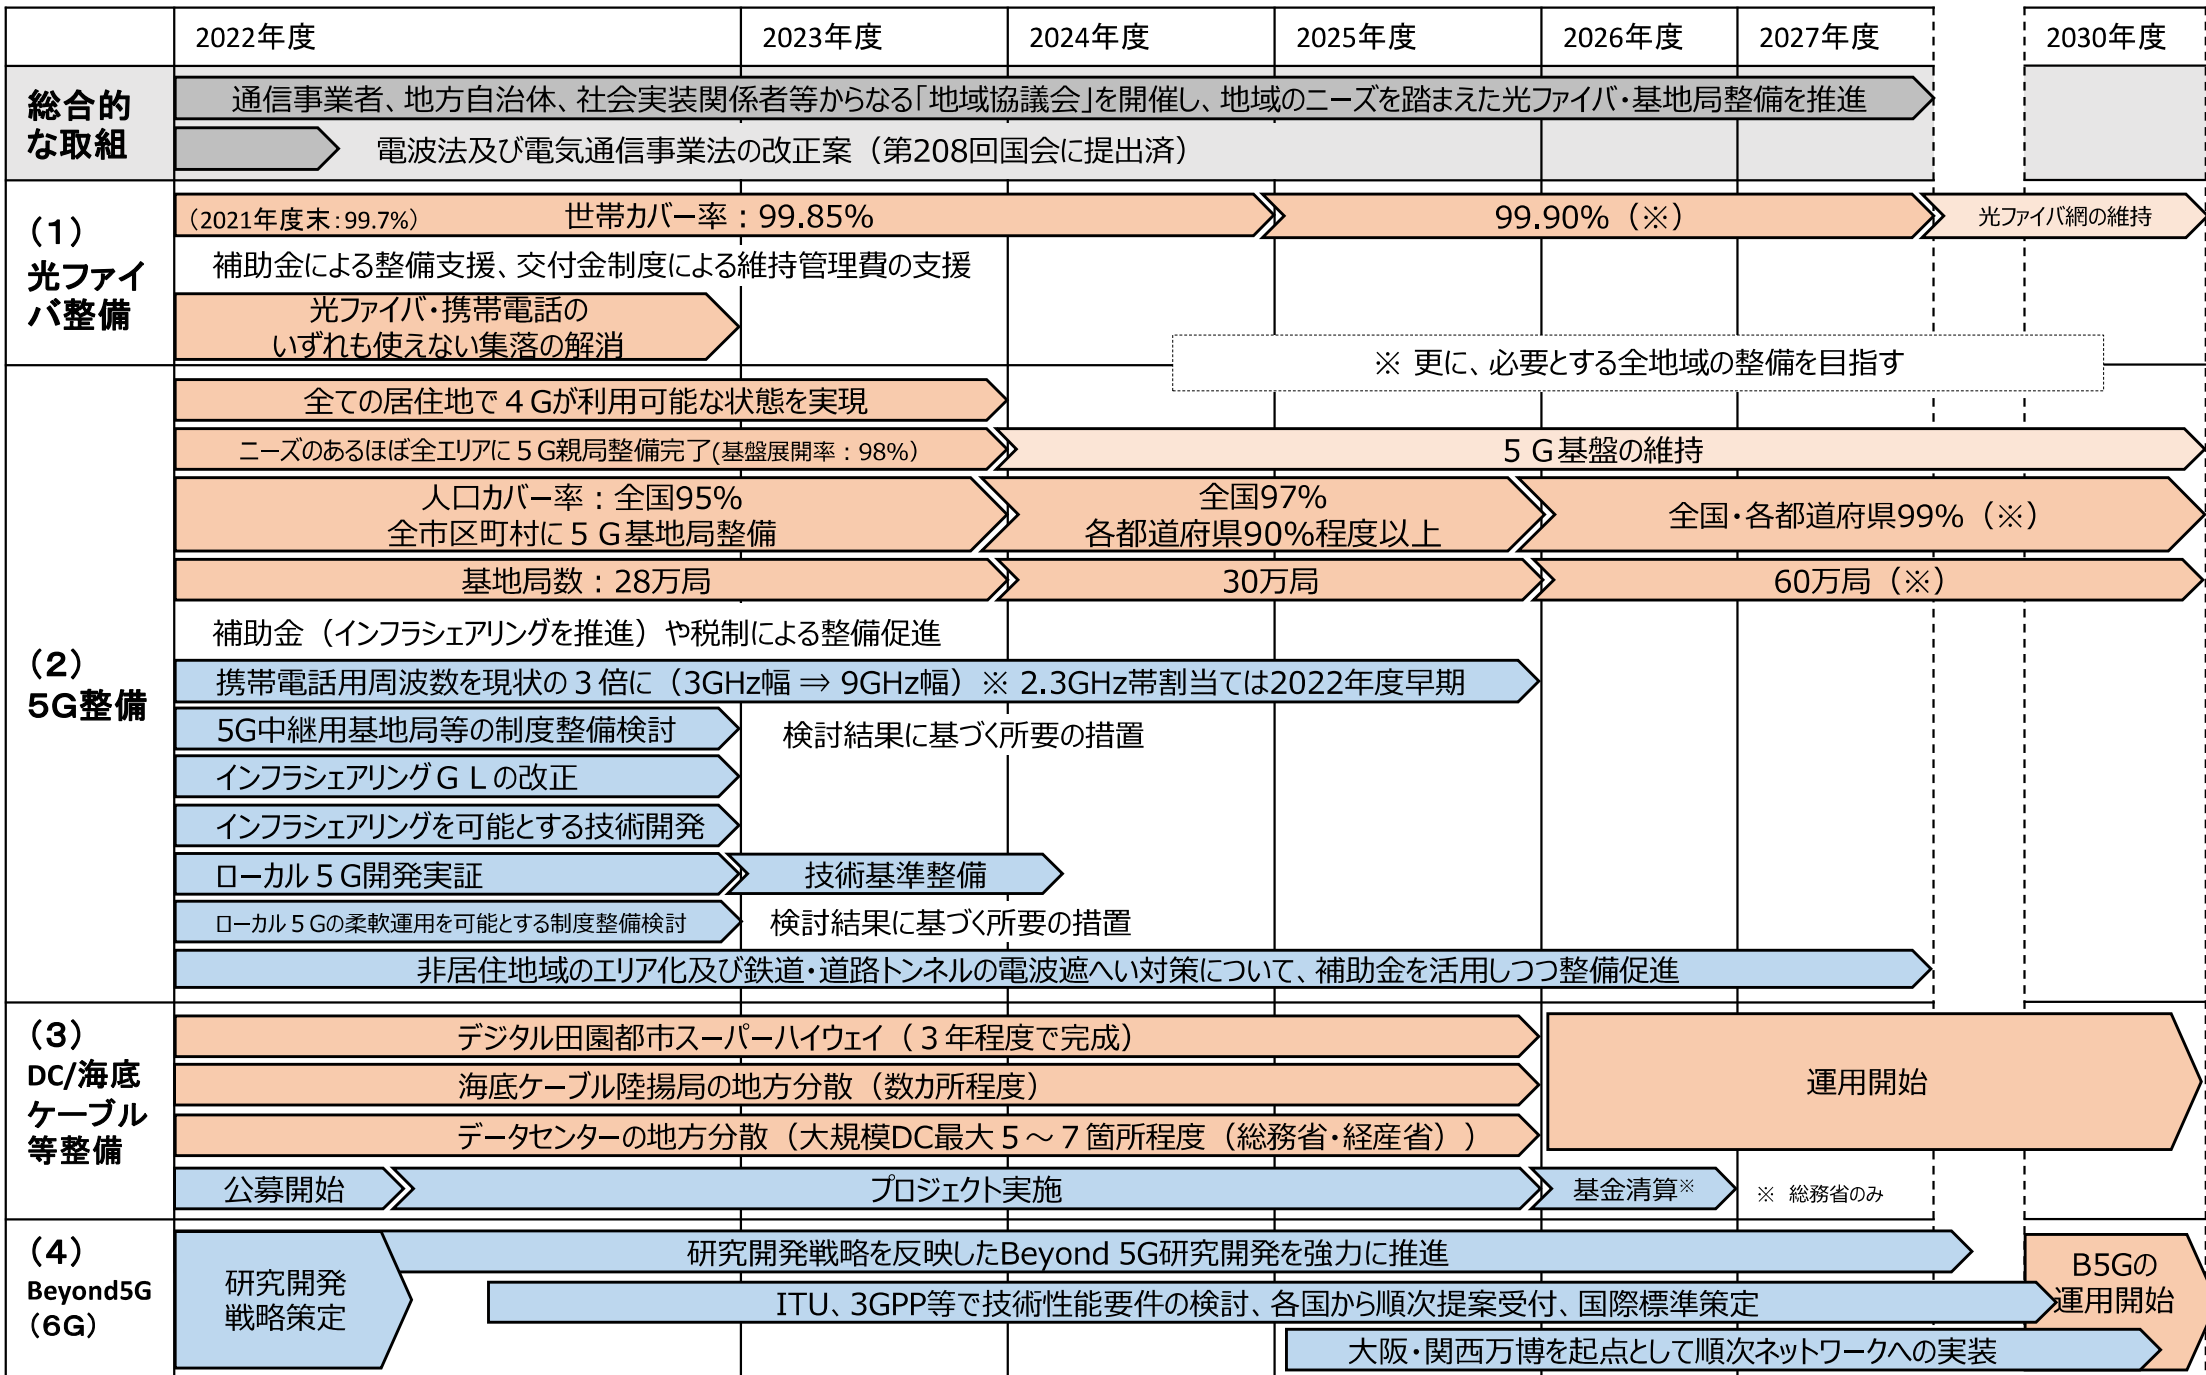 2022年度
2023年度
2024年度
2025年度
2026年度
2027年度
2030年度
総合的
な取組
通信事業者、地方自治体、社会実装関係者等からなる「地域協議会」を開催し、地域のニーズを踏まえた光ファイバ・基地局整備を推進
電波法及び電気通信事業法の改正案（第208回国会に提出済）
（１）
光ファイ
バ整備
（2021年度末：99.7%）
世帯カバー率：99.85%
99.90%（※）
光ファイバ網の維持
補助金による整備支援、交付金制度による維持管理費の支援
光ファイバ・携帯電話の
いずれも使えない集落の解消
※ 更に、必要とする全地域の整備を目指す
（２）
５Ｇ整備
全ての居住地で４Ｇが利用可能な状態を実現
ニーズのあるほぼ全エリアに５Ｇ親局整備完了(基盤展開率：98%)
５Ｇ基盤の維持
人口カバー率：全国95%
全市区町村に５Ｇ基地局整備
全国97%
各都道府県90%程度以上
全国・各都道府県99%（※）
基地局数：28万局
30万局
60万局（※）
補助金（インフラシェアリングを推進）や税制による整備促進
携帯電話用周波数を現状の３倍に（3GHz幅 ⇒ 9GHz幅）※ 2.3GHz帯割当ては2022年度早期
5G中継用基地局等の制度整備検討
検討結果に基づく所要の措置
インフラシェアリングＧＬの改正
インフラシェアリングを可能とする技術開発
ローカル５Ｇ開発実証
技術基準整備
ローカル５Ｇの柔軟運用を可能とする制度整備検討
検討結果に基づく所要の措置
非居住地域のエリア化及び鉄道・道路トンネルの電波遮へい対策について、補助金を活用しつつ整備促進
（３）
DC/海底
ケーブル
等整備
デジタル田園都市スーパーハイウェイ（３年程度で完成）
海底ケーブル陸揚局の地方分散（数カ所程度）
データセンターの地方分散（大規模DC最大５～７箇所程度（総務省・経産省））
運用開始
公募開始
プロジェクト実施
基金清算※
※ 総務省のみ
（４）
Beyond5G
（６Ｇ）
研究開発
戦略策定
研究開発戦略を反映したBeyond 5G研究開発を強力に推進
ITU、3GPP等で技術性能要件の検討、各国から順次提案受付、国際標準策定
大阪・関西万博を起点として順次ネットワークへの実装
B5Gの
運用開始